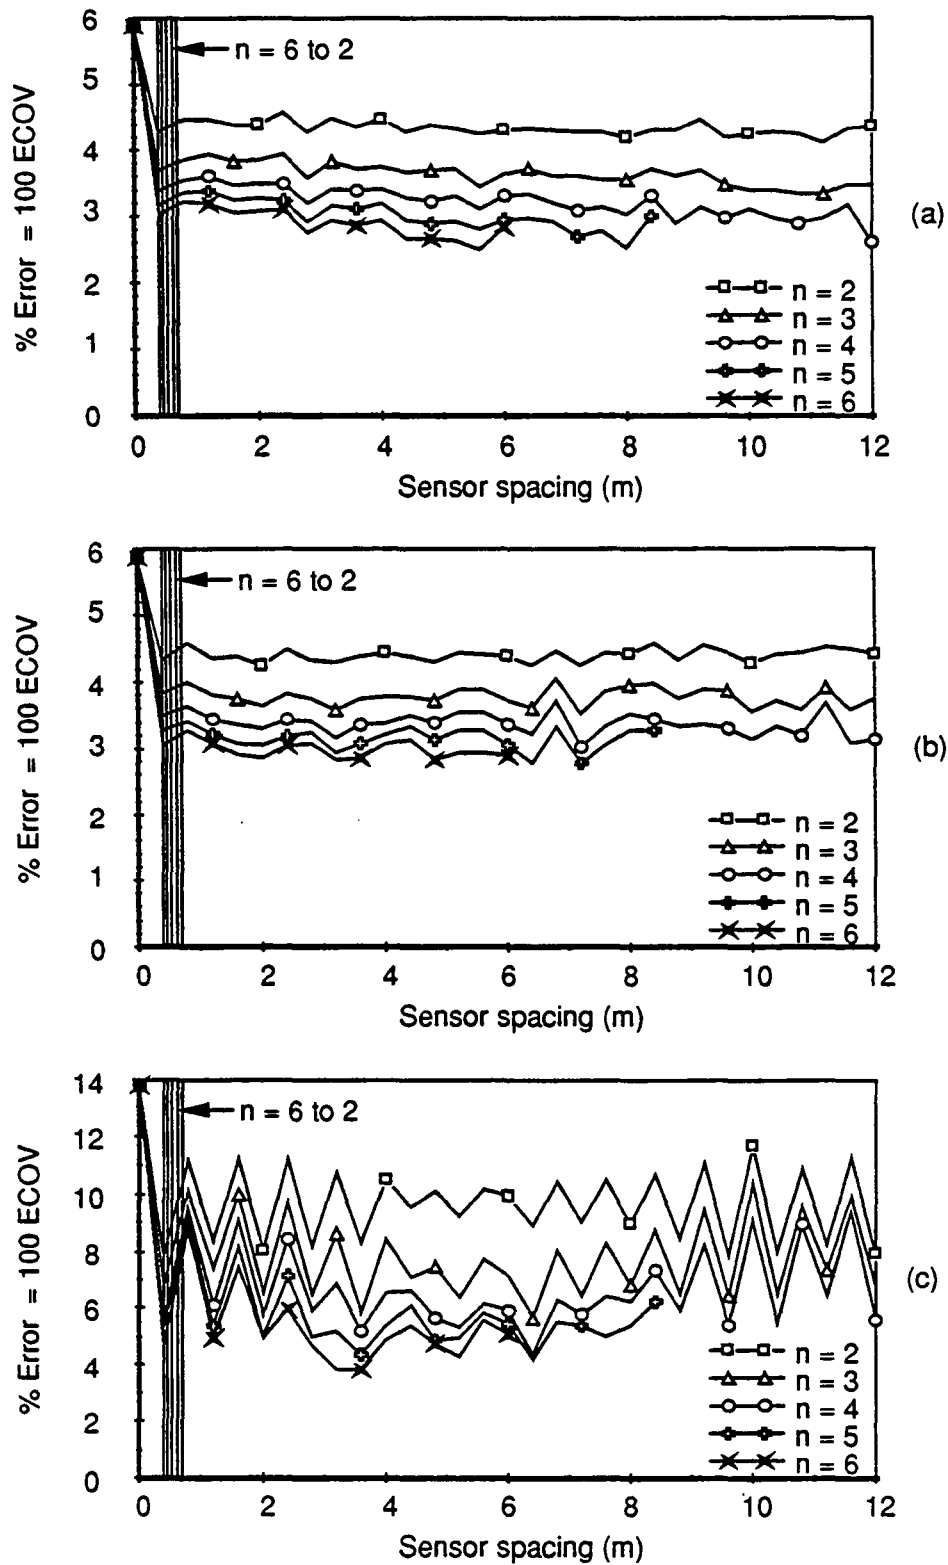 6
n = 6 to 2
5
4
3
2
1
0
% Error = 100 ECOV
n = 2
n = 3
n = 4
n = 5
n = 6
0 2 4 6 8 10 12
Sensor spacing (m)
(a)
6
n = 6 to 2
5
4
3
2
1
0
% Error = 100 ECOV
n = 2
n = 3
n = 4
n = 5
n = 6
0 2 4 6 8 10 12
Sensor spacing (m)
(b)
14
n = 6 to 2
12
10
8
6
4
2
0
% Error = 100 ECOV
n = 2
n = 3
n = 4
n = 5
n = 6
0 2 4 6 8 10 12
Sensor spacing (m)
(c)